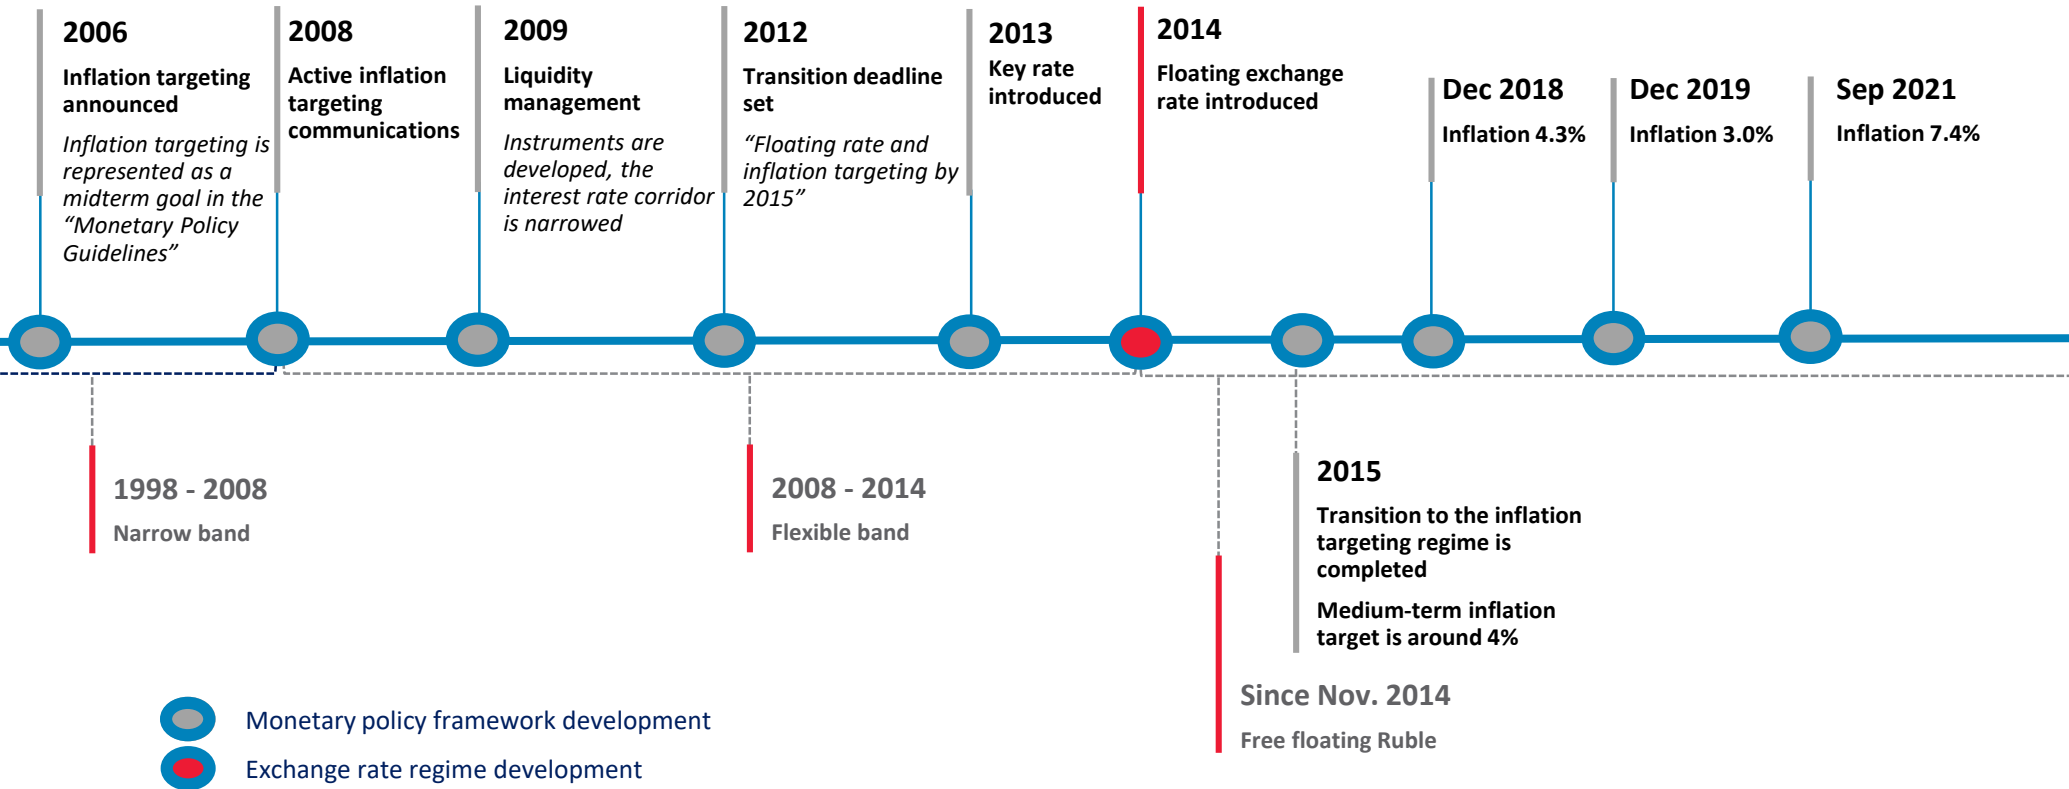 2006
Inflation targeting
announced
Inflation targeting is
represented as a
midterm goal in the
“Monetary Policy
Guidelines”
2008
Active inflation
targeting
communications
2009
Liquidity
management
Instruments are
developed, the
interest rate corridor
is narrowed
2012
Transition deadline
set
“Floating rate and
inflation targeting by
2015”
2013
Key rate
introduced
2014
Floating exchange
rate introduced
Dec 2018
Inflation 4.3%
Dec 2019
Inflation 3.0%
Sep 2021
Inflation 7.4%
1998 - 2008
Narrow band
2008 - 2014
Flexible band
2015
Transition to the inflation
targeting regime is
completed
Medium-term inflation
target is around 4%
Since Nov. 2014
Free floating Ruble
Monetary policy framework development
Exchange rate regime development